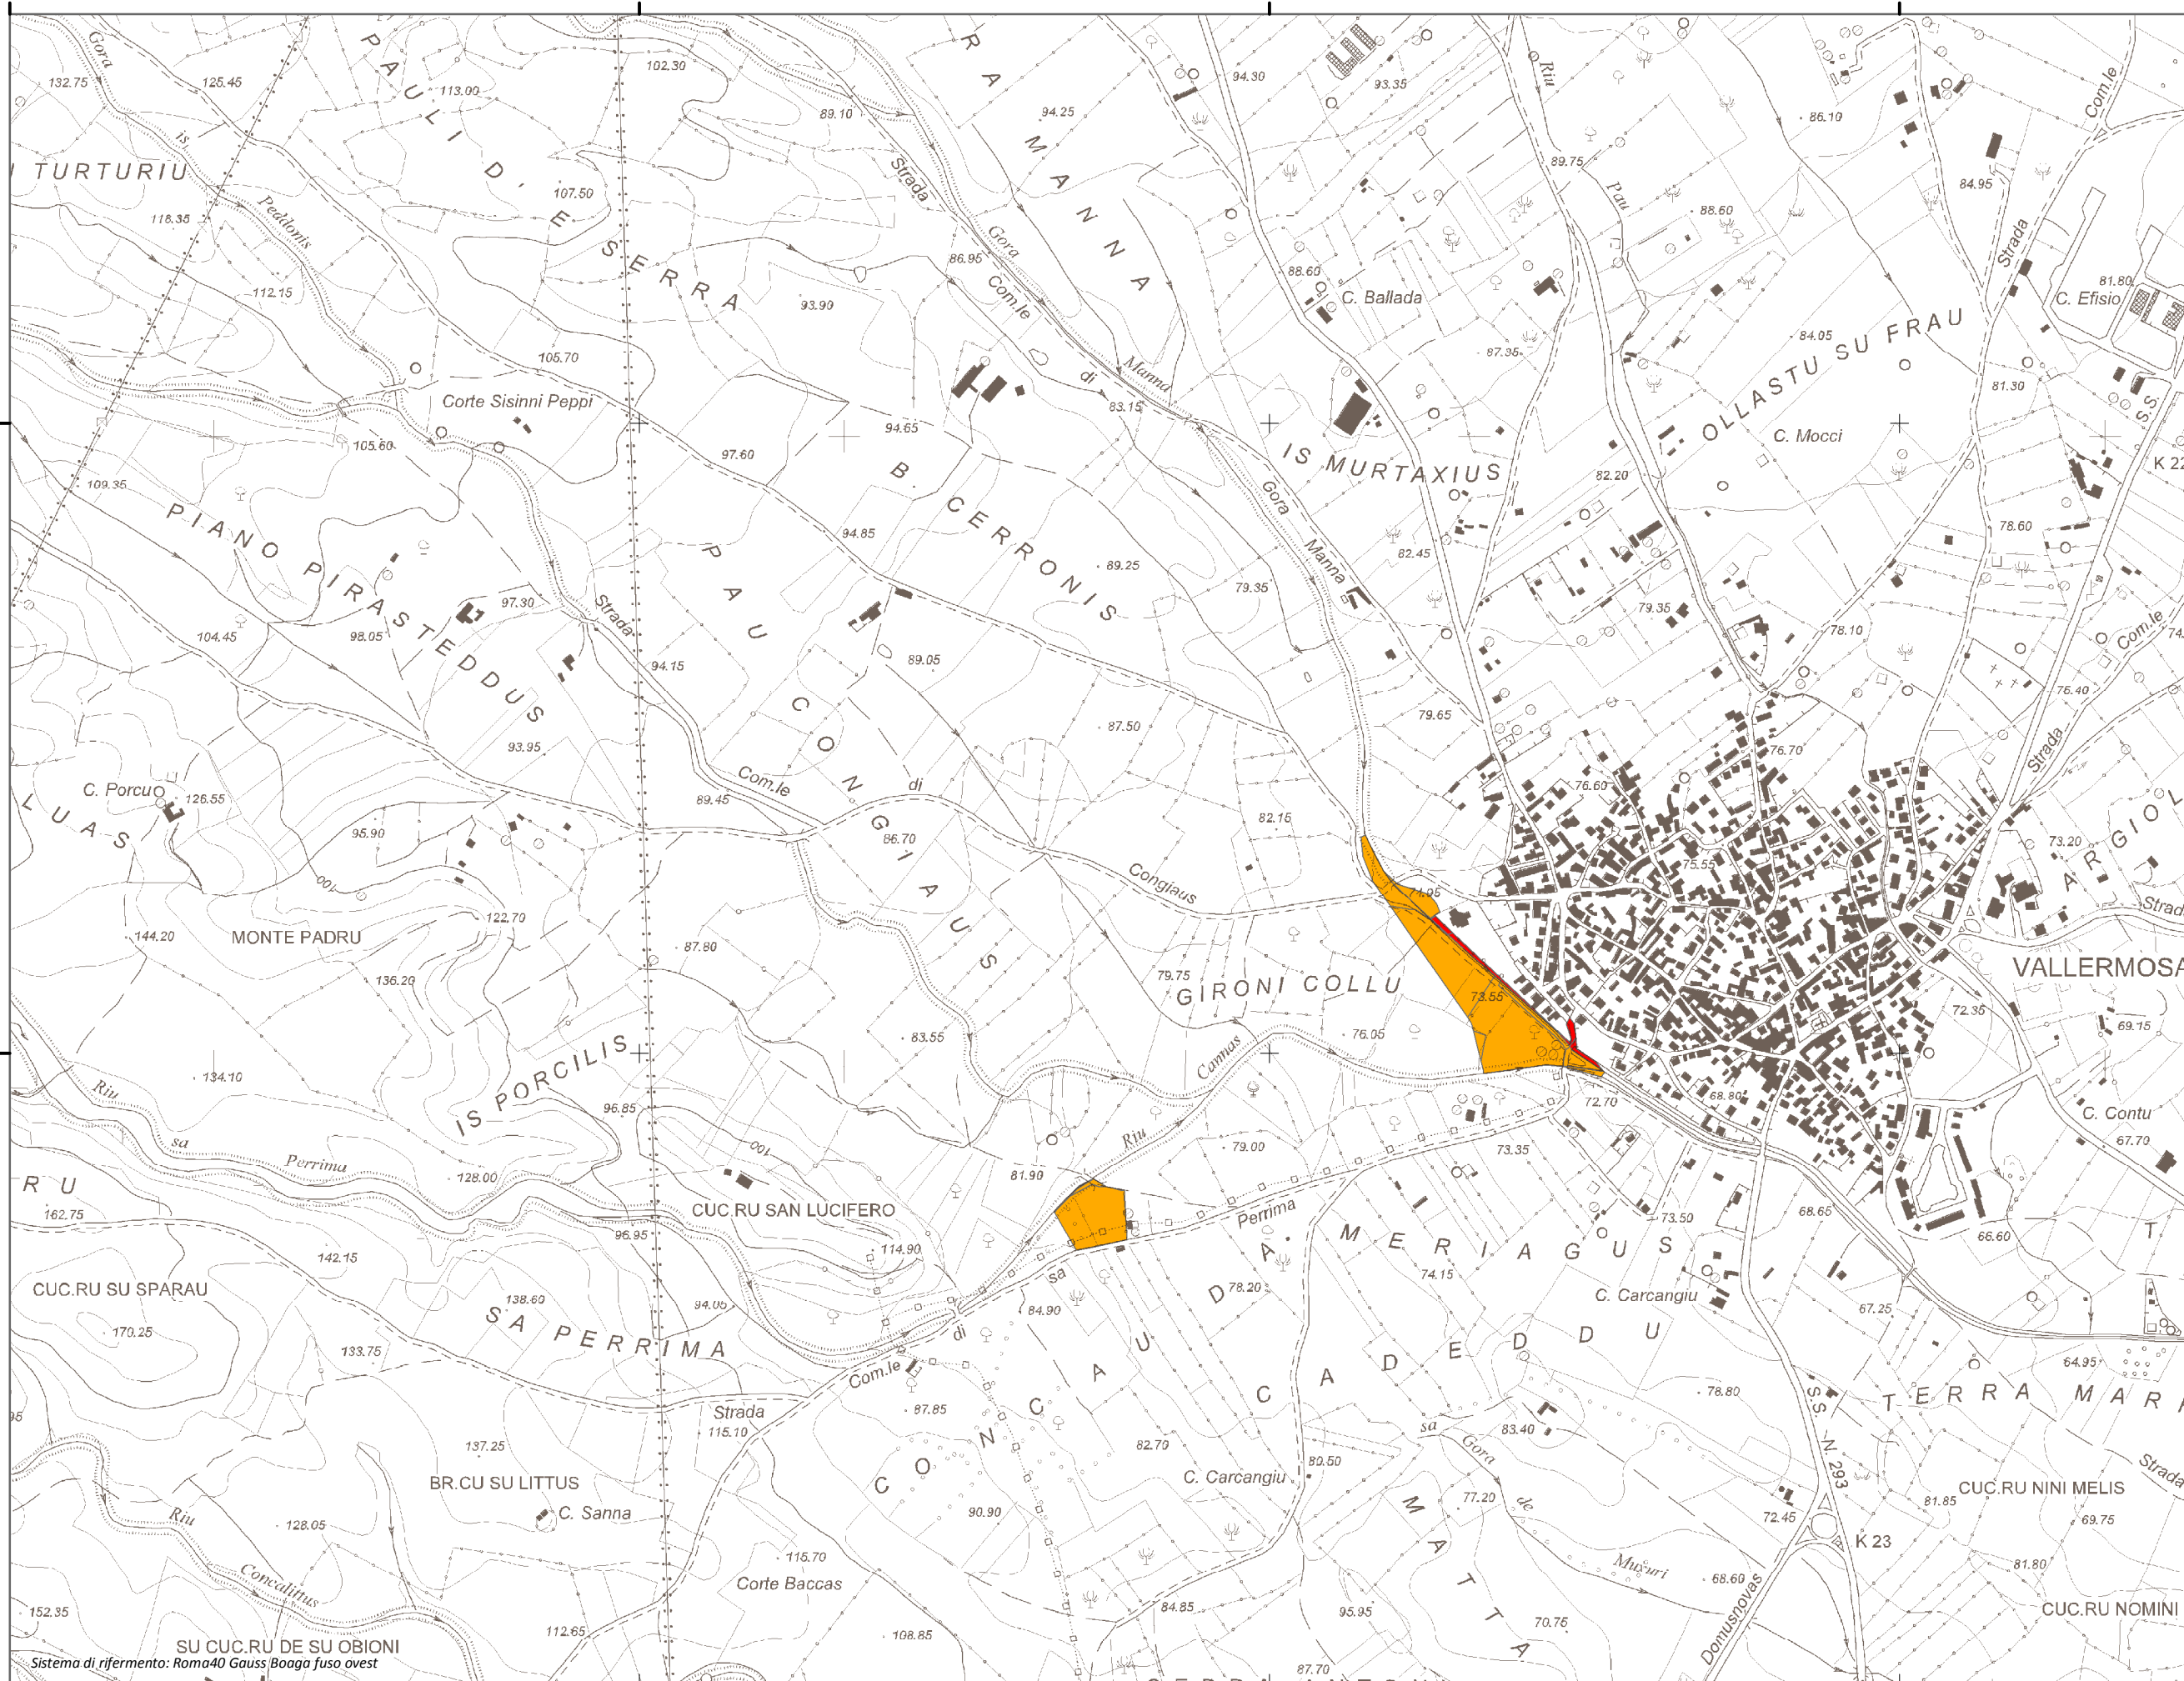 Gora
132.75
125.45
PAULI D'E SERRA
113.00
102.30
89.10
RA MANNA
94.25
94.30
93.35
Riu
86.10
Com.le
is
TURTURIU
118.35
Peddonis
107.50
Strada
89.75
Pau
88.60
84.95
Strada
112.15
93.90
86.95
Gora
Com.le
88.60
C. Ballada
81.80
C. Efisio
105.70
Manna
di
83.15
87.35
84.05
OLLASTU SU FRAU
81.30
Corte Sisinni Peppi
105.60
94.65
97.60
C. Mocci
S.S.
109.35
B. CERRONIS
IS MURTAXIUS
82.20
K 22
PIANO PIRASTEDDUS
94.85
89.25
Gora
Manna
79.35
82.45
78.60
97.30
98.05
104.45
Strada
94.15
PAU CONGIAUS
89.05
79.35
78.10
Com.le
76.40
93.95
87.50
79.65
76.70
Strada
C. Porcu
126.55
LUAS
95.90
Com.le
89.45
di
86.70
82.15
76.60
73.20
ARGIOL
100
122.70
Congiaus
74.05
75.55
Strad
144.20
MONTE PADRU
87.80
136.20
79.75
GIRONI COLLU
73.55
VALLERMOSA
72.35
69.15
83.55
76.05
134.10
Riu
IS PORCILIS
Camnas
96.85
72.70
68.80
C. Contu
67.70
sa
Perrima
128.00
100
Riu
81.90
79.00
73.35
RU
162.75
CUC.RU SAN LUCIFERO
Perrima
MERIAGUS
73.50
68.65
66.60
T
96.95
142.15
114.90
sa
74.15
CUC.RU SU SPARAU
138.60
94.05
84.90
78.20
C. Carcangiu
67.25
170.25
SA PERRIMA
di
133.75
Com.le
CONCAU DA CADEDDU
64.95
95
Strada
115.10
87.85
78.80
S.S. N. 293
TERRA MAR
137.25
82.70
sa
Gora
83.40
BR.CU SU LITTUS
C. Carcangiu
80.50
Strada
CUC.RU NINI MELIS
C. Sanna
Riu
128.05
90.90
MATTA
77.20
de
72.45
81.85
69.75
K 23
115.70
Corte Baccas
Muxuri
68.60
81.80
Concalittus
152.35
84.85
95.95
70.75
Domusnovas
CUC.RU NOMINI
112.65
108.85
SU CUC.RU DE SU OBIONI
Sistema di rifermento: Roma40 Gauss Boaga fuso ovest
87.70